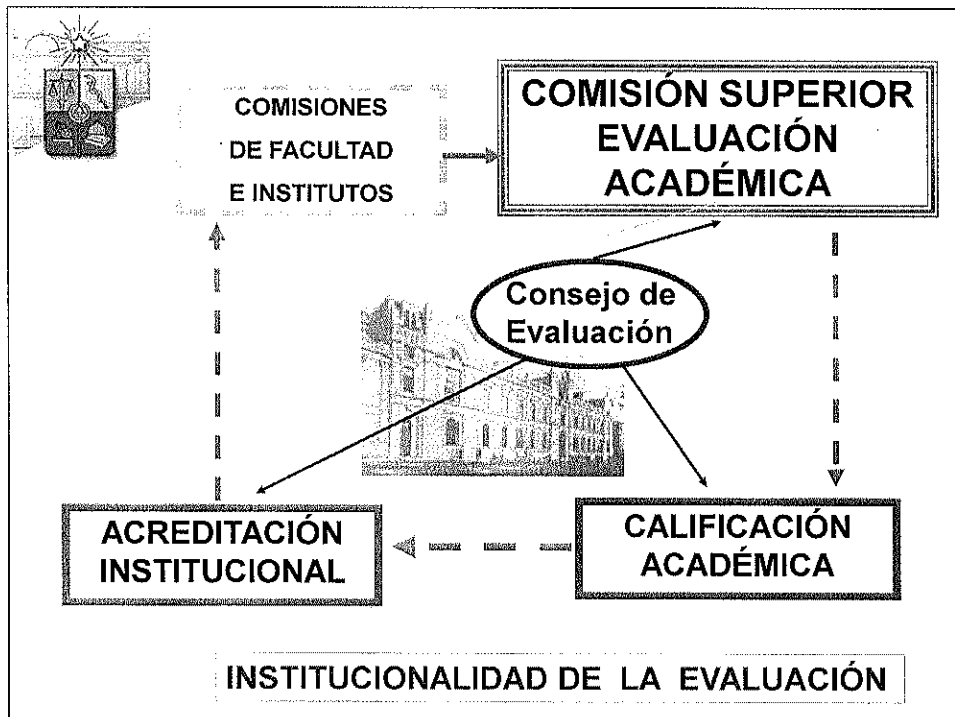 COMISIONES
DE FACULTAD
E INSTITUTOS
COMISIÓN SUPERIOR
EVALUACIÓN
ACADÉMICA
Consejo de
Evaluación
ACREDITACIÓN
INSTITUCIONAL
CALIFICACIÓN
ACADÉMICA
INSTITUCIONALIDAD DE LA EVALUACIÓN